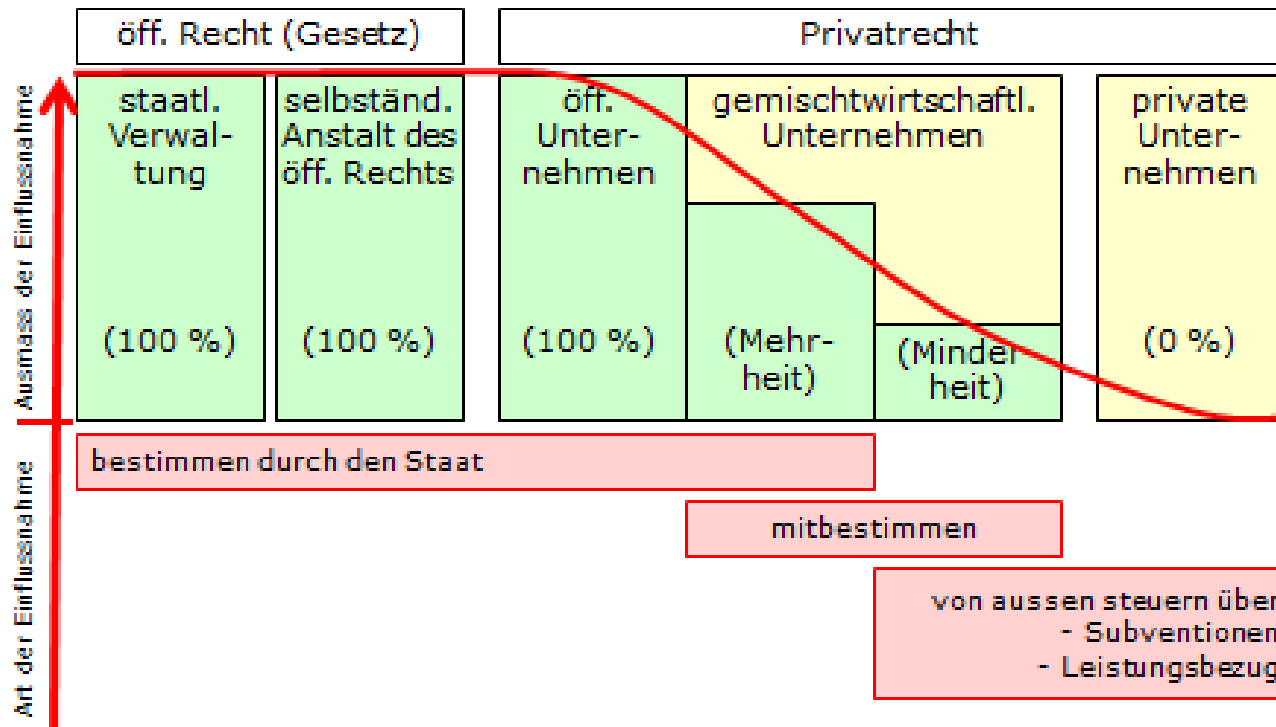 öff. Recht (Gesetz)
Privatrecht
staatl.
Verwal-
tung
(100 %)
selbständ.
Anstalt des
öff. Rechts
(100 %)
öff.
Unter-
nehmen
(100 %)
gemischtwirtschaftl.
Unternehmen
(Mehr-
heit)
(Minder
heit)
private
Unter-
nehmen
(0 %)
Ausmass der Einflussnahme
Art der Einflussnahme
bestimmen durch den Staat
mitbestimmen
von aussen steuern über
- Subventionen
- Leistungsbezug